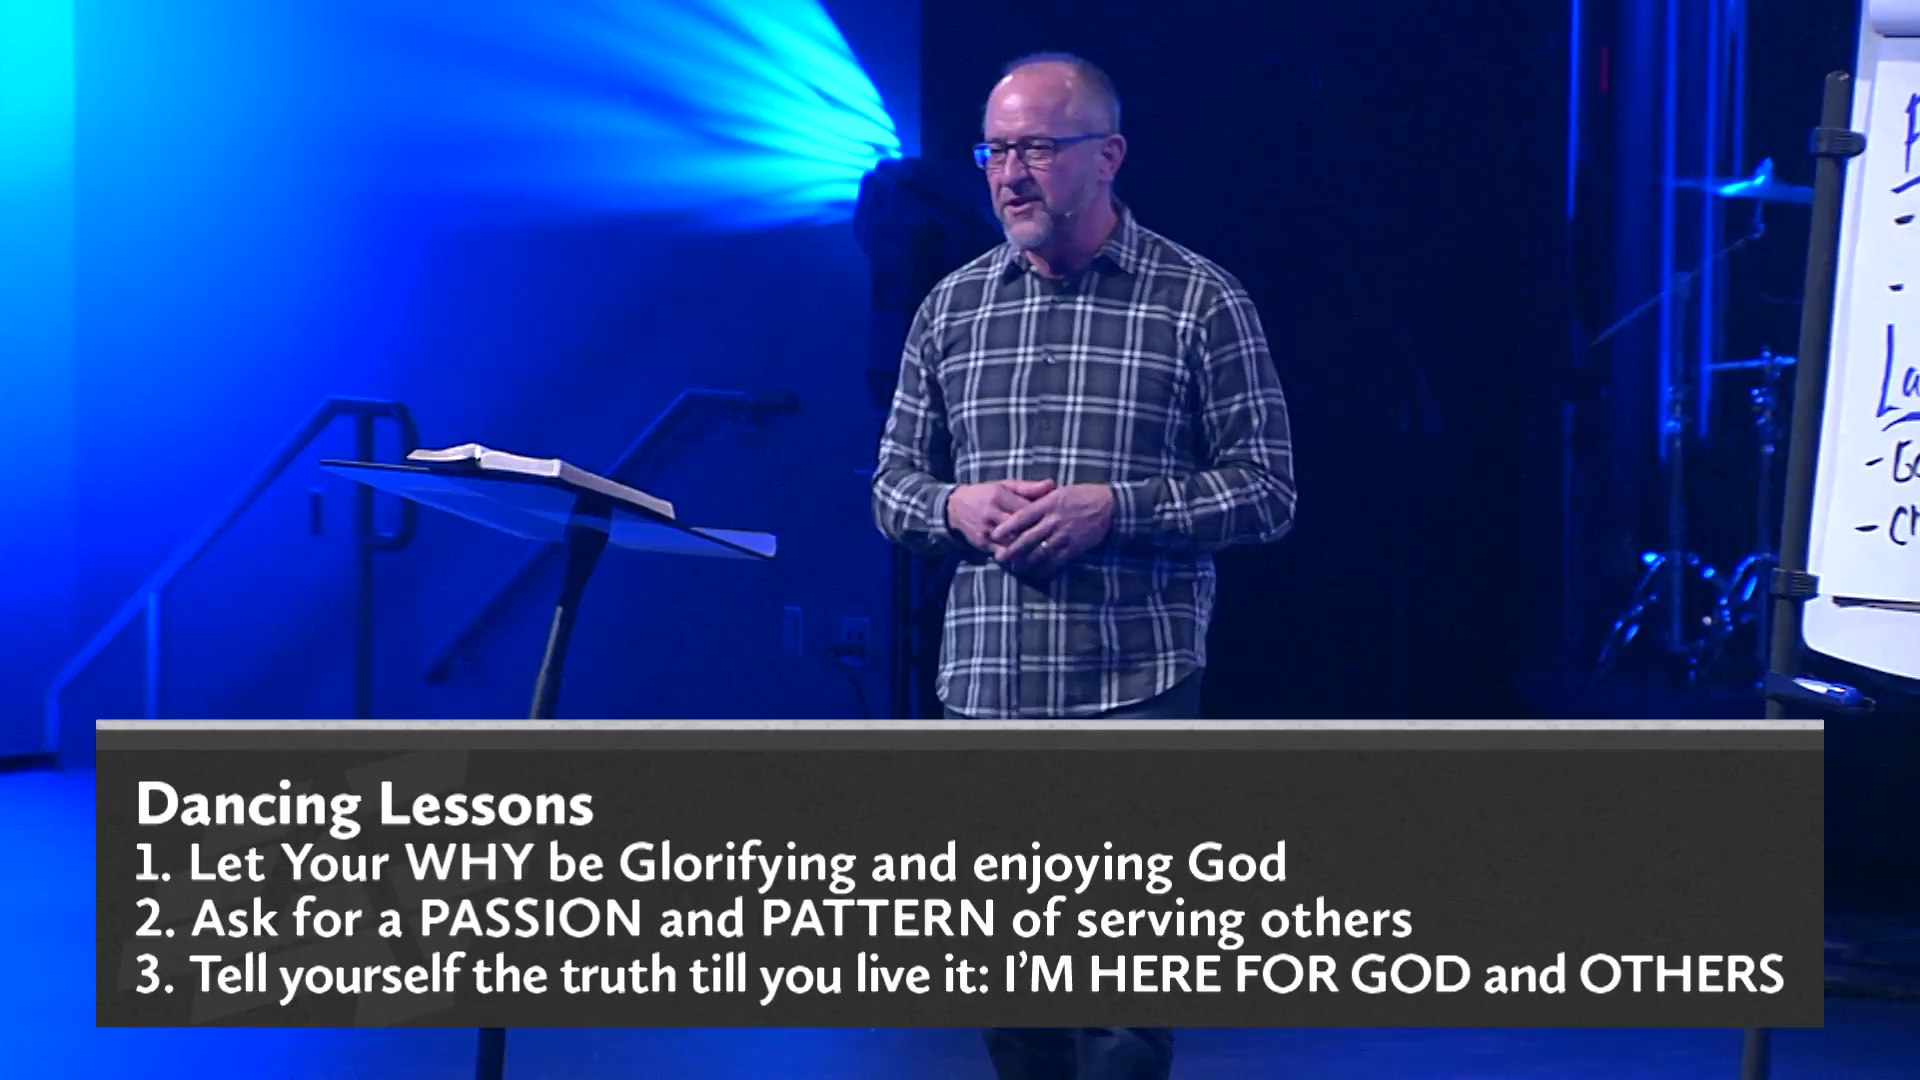 Dancing Lessons
1. Let Your WHY be Glorifying and enjoying God
2. Ask for a PASSION and PATTERN of serving others
3. Tell yourself the truth till you live it: I'M HERE FOR GOD and OTHERS